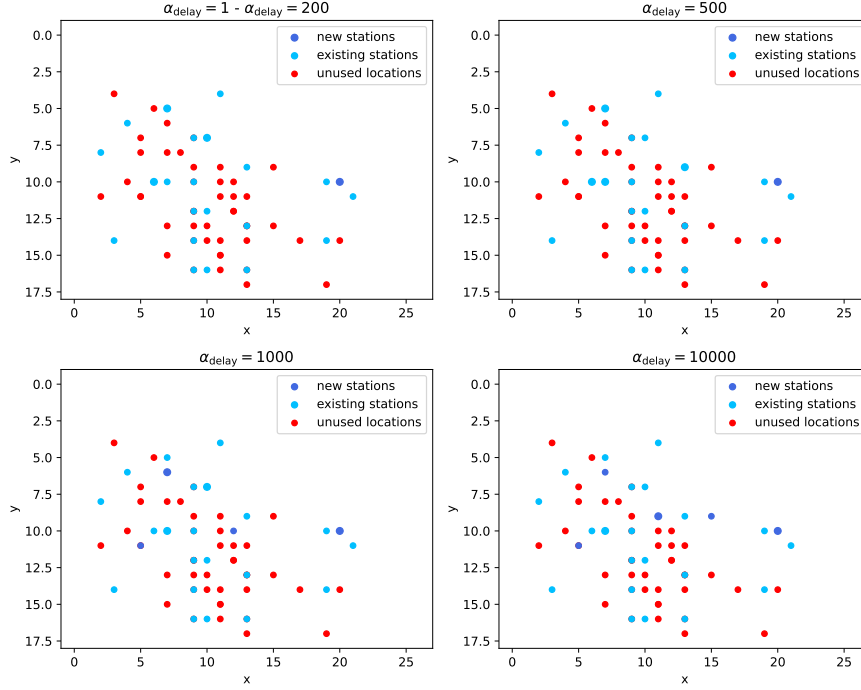 α_delay = 1 - α_delay = 200
new stations
existing stations
unused locations
0.0
2.5
5.0
7.5
10.0
12.5
15.0
17.5
y
0 5 10 15 20 25
x
α_delay = 500
new stations
existing stations
unused locations
0.0
2.5
5.0
7.5
10.0
12.5
15.0
17.5
y
0 5 10 15 20 25
x
α_delay = 1000
new stations
existing stations
unused locations
0.0
2.5
5.0
7.5
10.0
12.5
15.0
17.5
y
0 5 10 15 20 25
x
α_delay = 10000
new stations
existing stations
unused locations
0.0
2.5
5.0
7.5
10.0
12.5
15.0
17.5
y
0 5 10 15 20 25
x